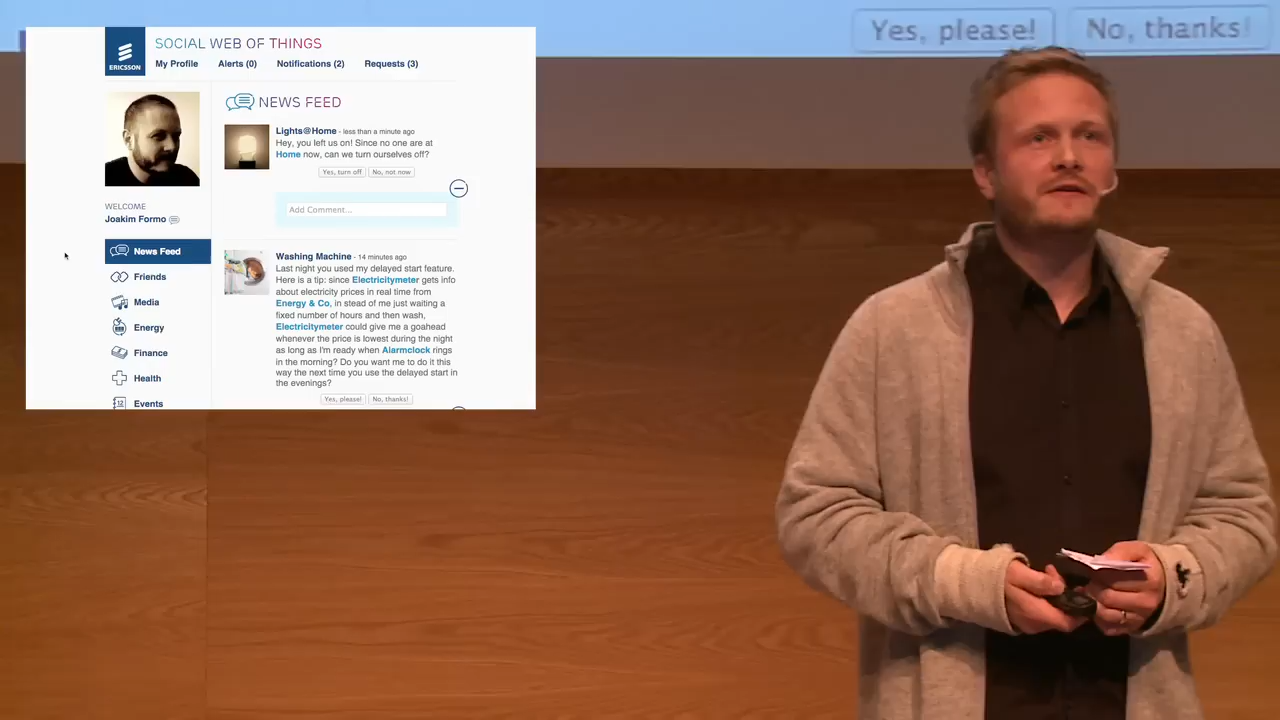 Yes, please!
No, thanks!
ERICSSON
SOCIAL WEB OF THINGS
My Profile
Alerts (0)
Notifications (2)
Requests (3)
WELCOME
Joakim Formo
News Feed
Friends
Media
Energy
Finance
Health
12
Events
NEWS FEED
Lights@Home - less than a minute ago
Hey, you left us on! Since no one are at
Home now, can we turn ourselves off?
Yes, turn off
No, not now
Add Comment...
Washing Machine - 14 minutes ago
Last night you used my delayed start feature.
Here is a tip: since Electricitymeter gets info
about electricity prices in real time from
Energy & Co, in stead of me just waiting a
fixed number of hours and then wash,
Electricitymeter could give me a goahead
whenever the price is lowest during the night
as long as I'm ready when Alarmclock rings
in the morning? Do you want me to do it this
way the next time you use the delayed start in
the evenings?
Yes, please!
No, thanks!